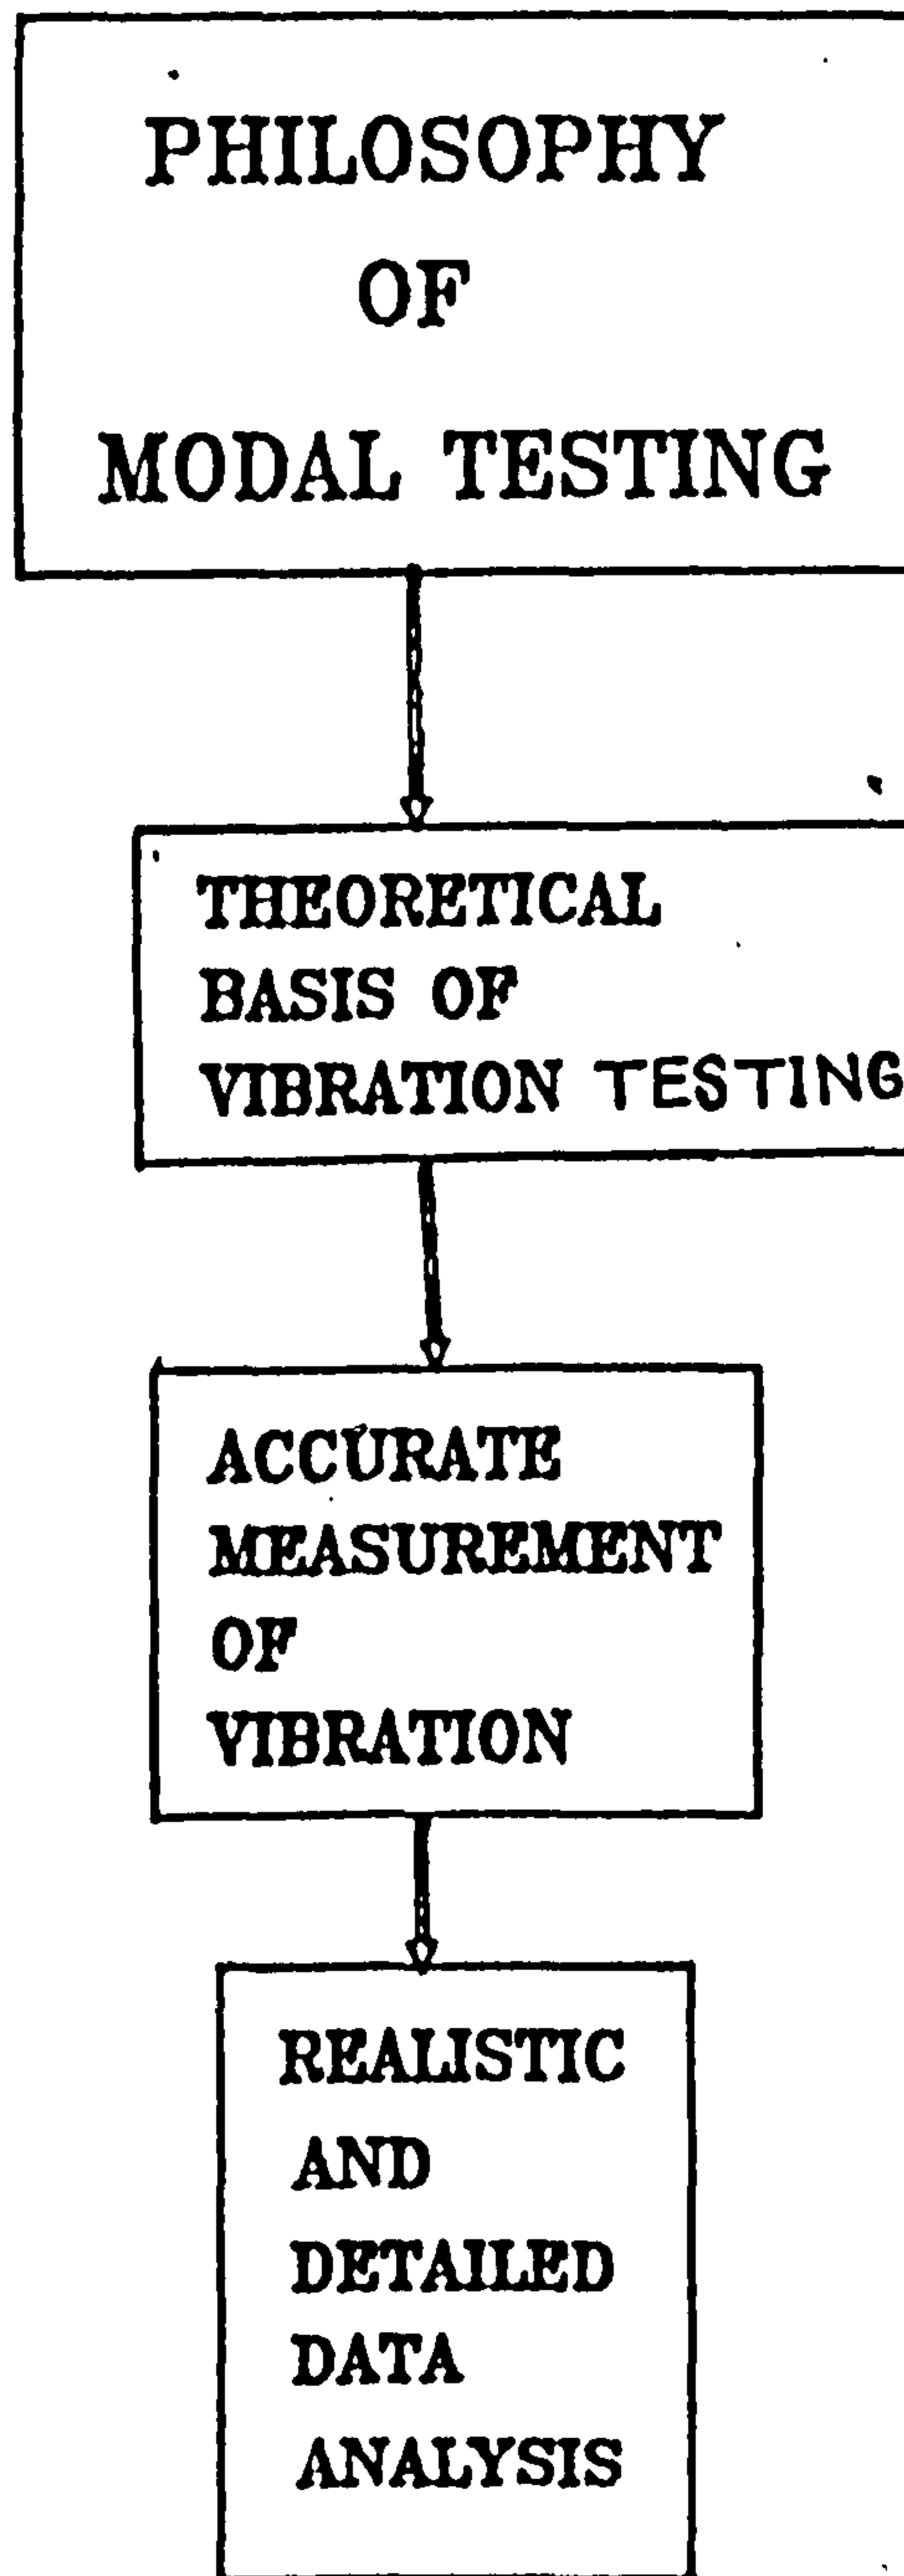 PHILOSOPHY
OF
MODAL TESTING
THEORETICAL
BASIS OF
VIBRATION TESTING
ACCURATE
MEASUREMENT
OF
VIBRATION
REALISTIC
AND
DETAILED
DATA
ANALYSIS